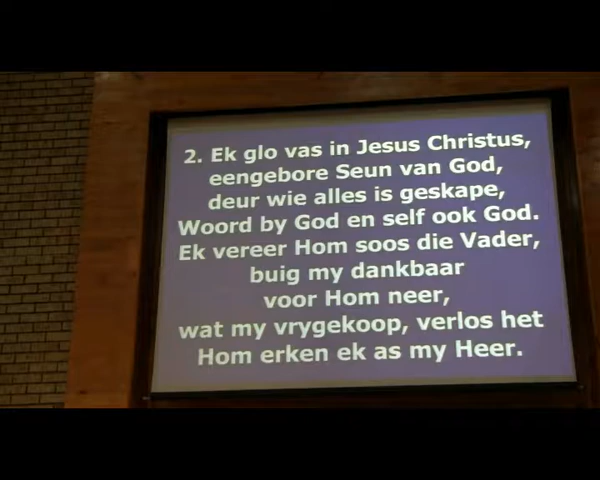 2. Ek glo vas in Jesus Christus,
eengebore Seun van God,
deur wie alles is geskape,
Woord by God en self ook God.
Ek vereer Hom soos die Vader,
buig my dankbaar
voor Hom neer,
wat my vrygekoop, verlos het
Hom erken ek as my Heer.